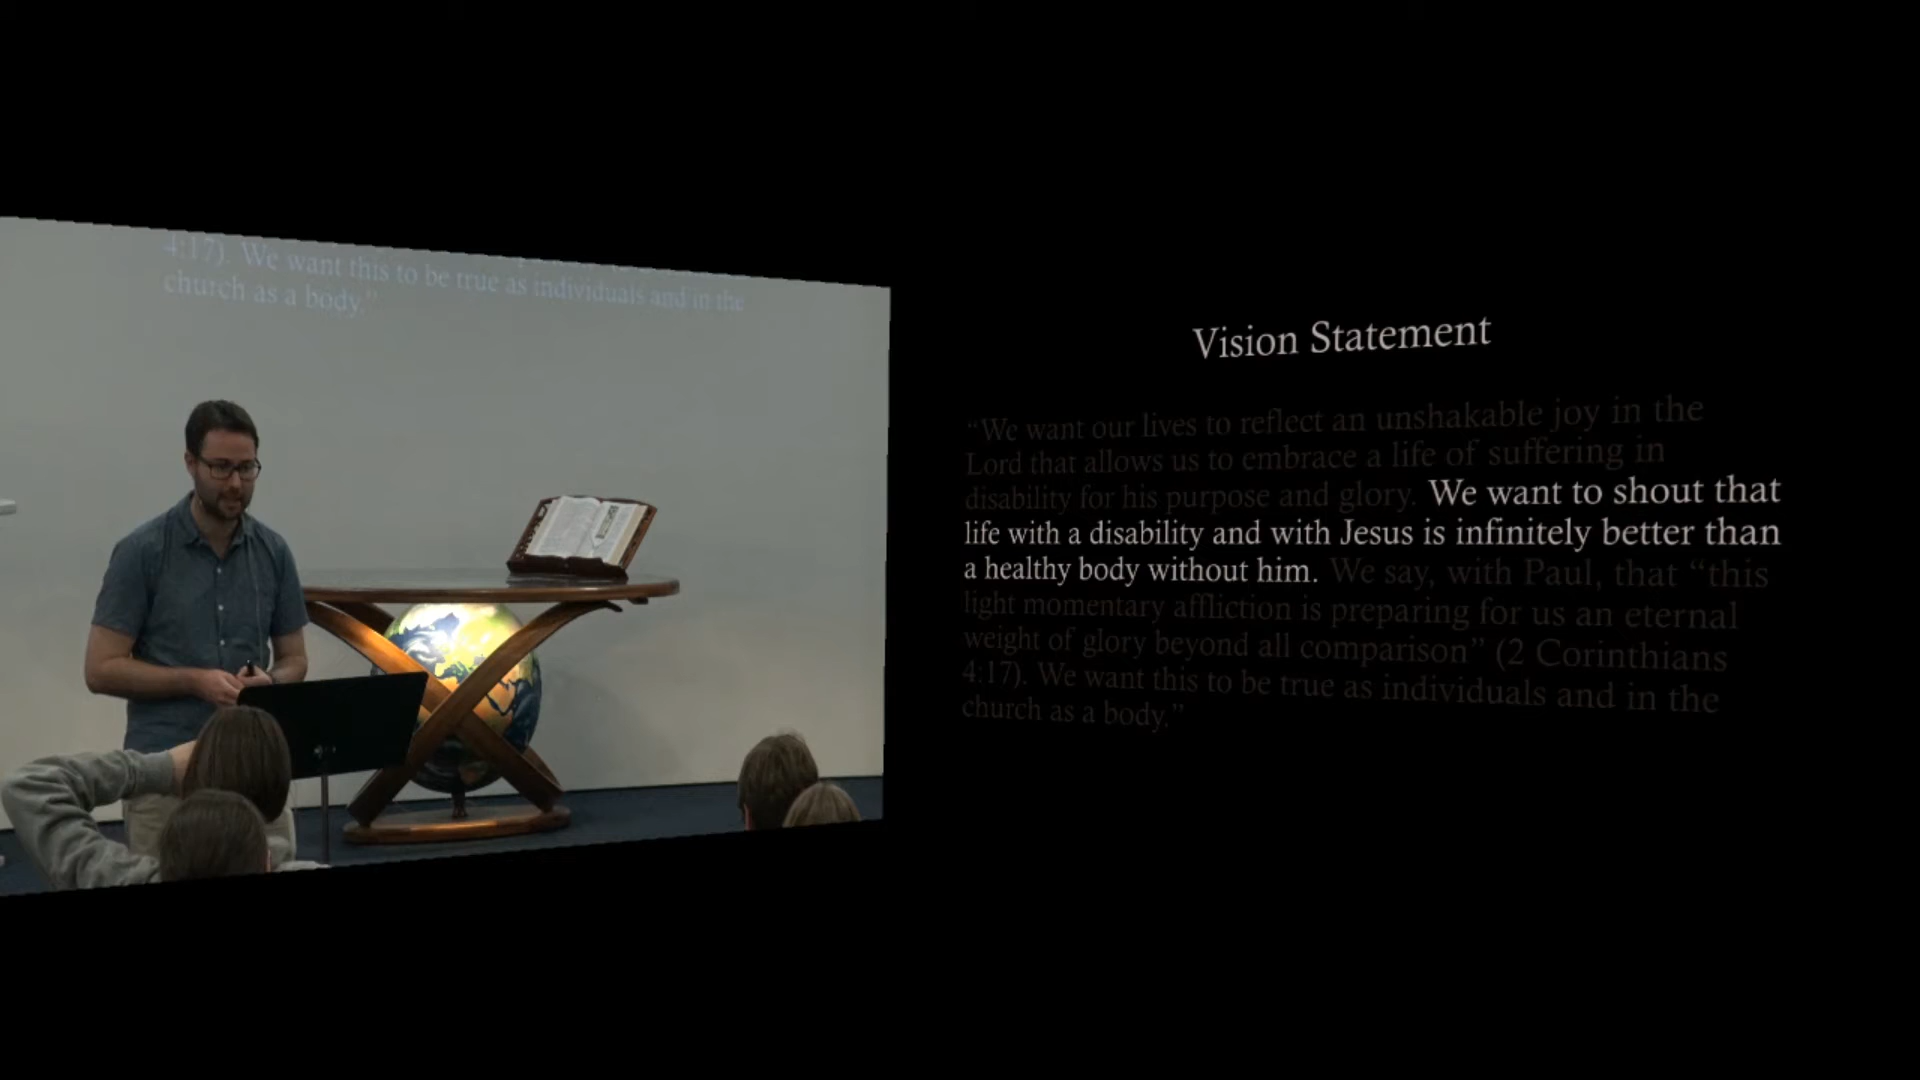 4:17). We want this to be true as individuals and in the
church as a body."
Vision Statement
“We want our lives to reflect an unshakable joy in the
Lord that allows us to embrace a life of suffering in
disability for his purpose and glory. We want to shout that
life with a disability and with Jesus is infinitely better than
a healthy body without him. We say, with Paul, that “this
light momentary affliction is preparing for us an eternal
weight of glory beyond all comparison” (2 Corinthians
4:17). We want this to be true as individuals and in the
church as a body.”